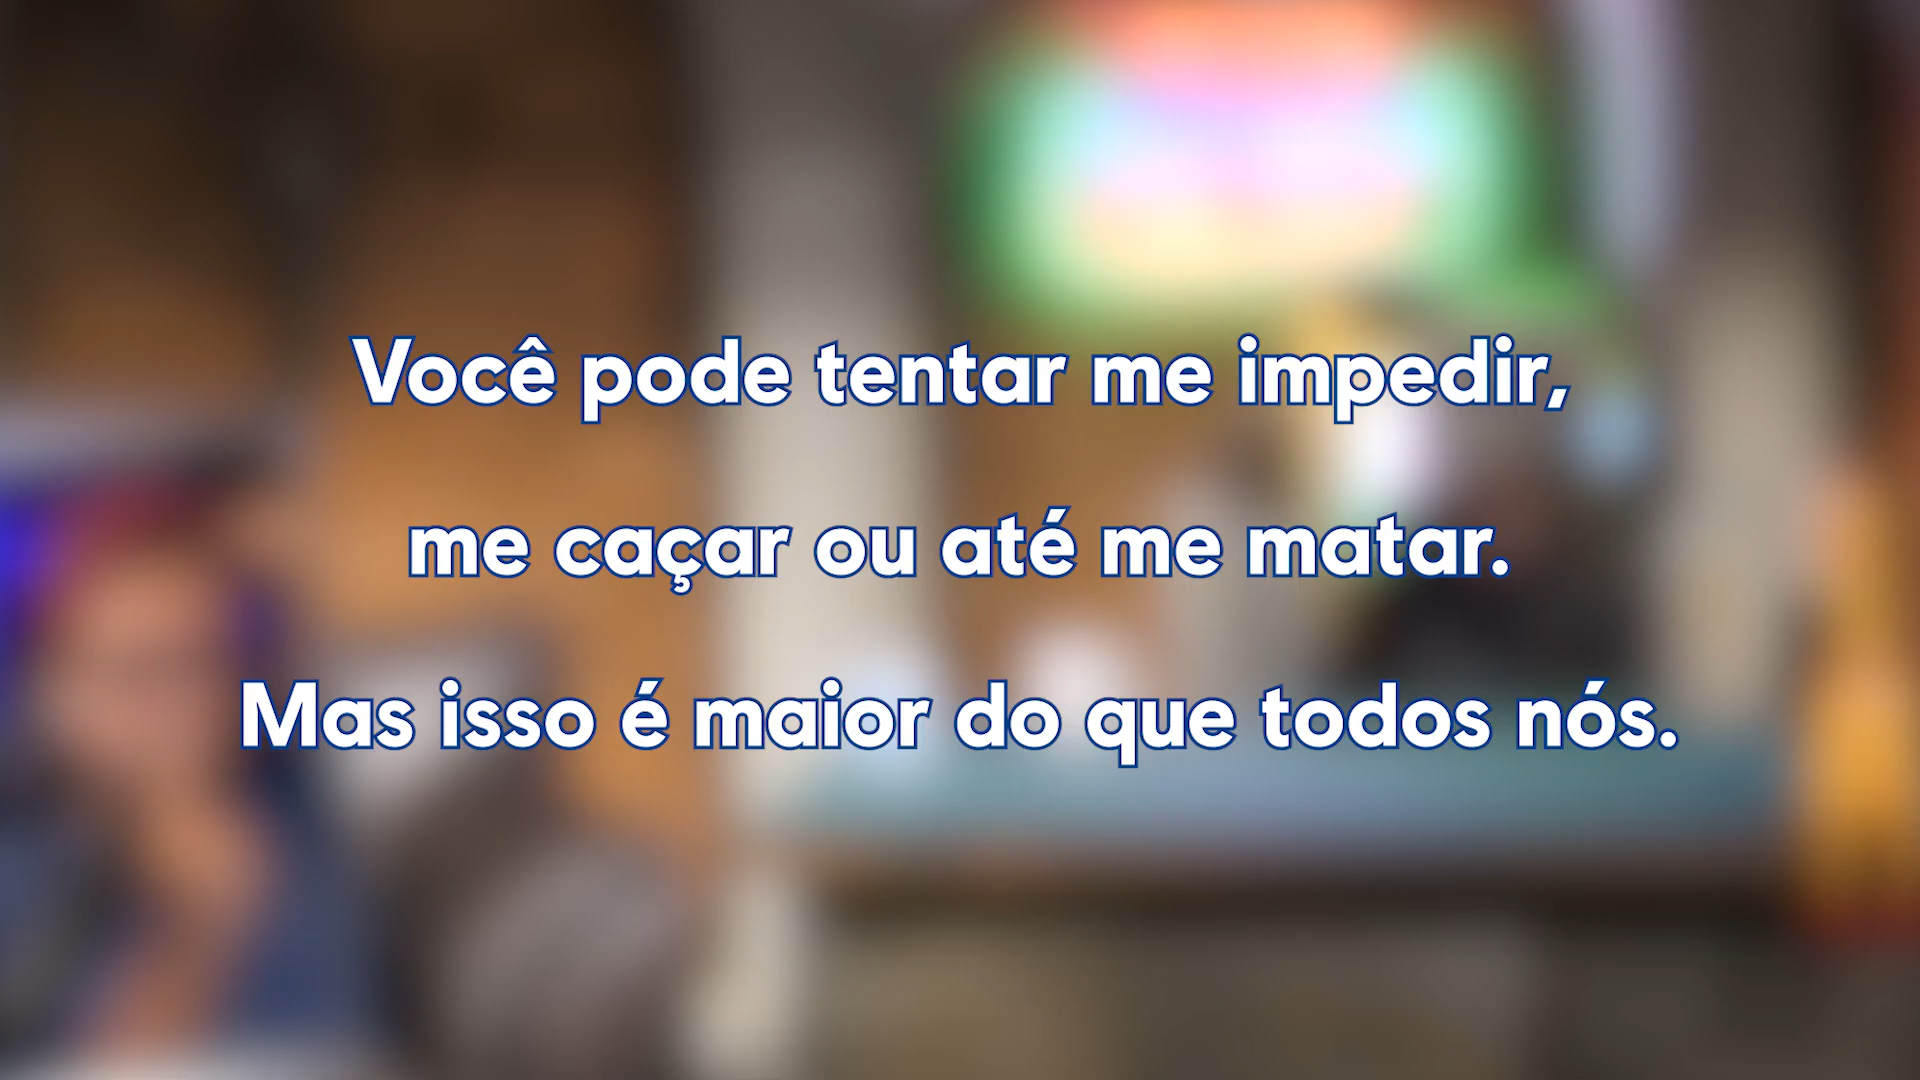 Você pode tentar me impedir,
me caçar ou até me matar.
Mas isso é maior do que todos nós.